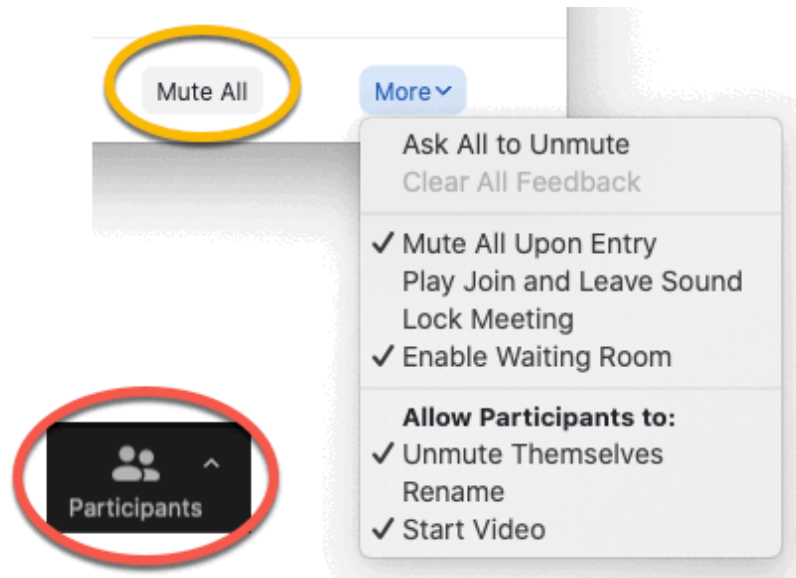 Mute All
More
Ask All to Unmute
Clear All Feedback
✓ Mute All Upon Entry
Play Join and Leave Sound
Lock Meeting
✓ Enable Waiting Room
Allow Participants to:
✓ Unmute Themselves
Rename
✓ Start Video
Participants